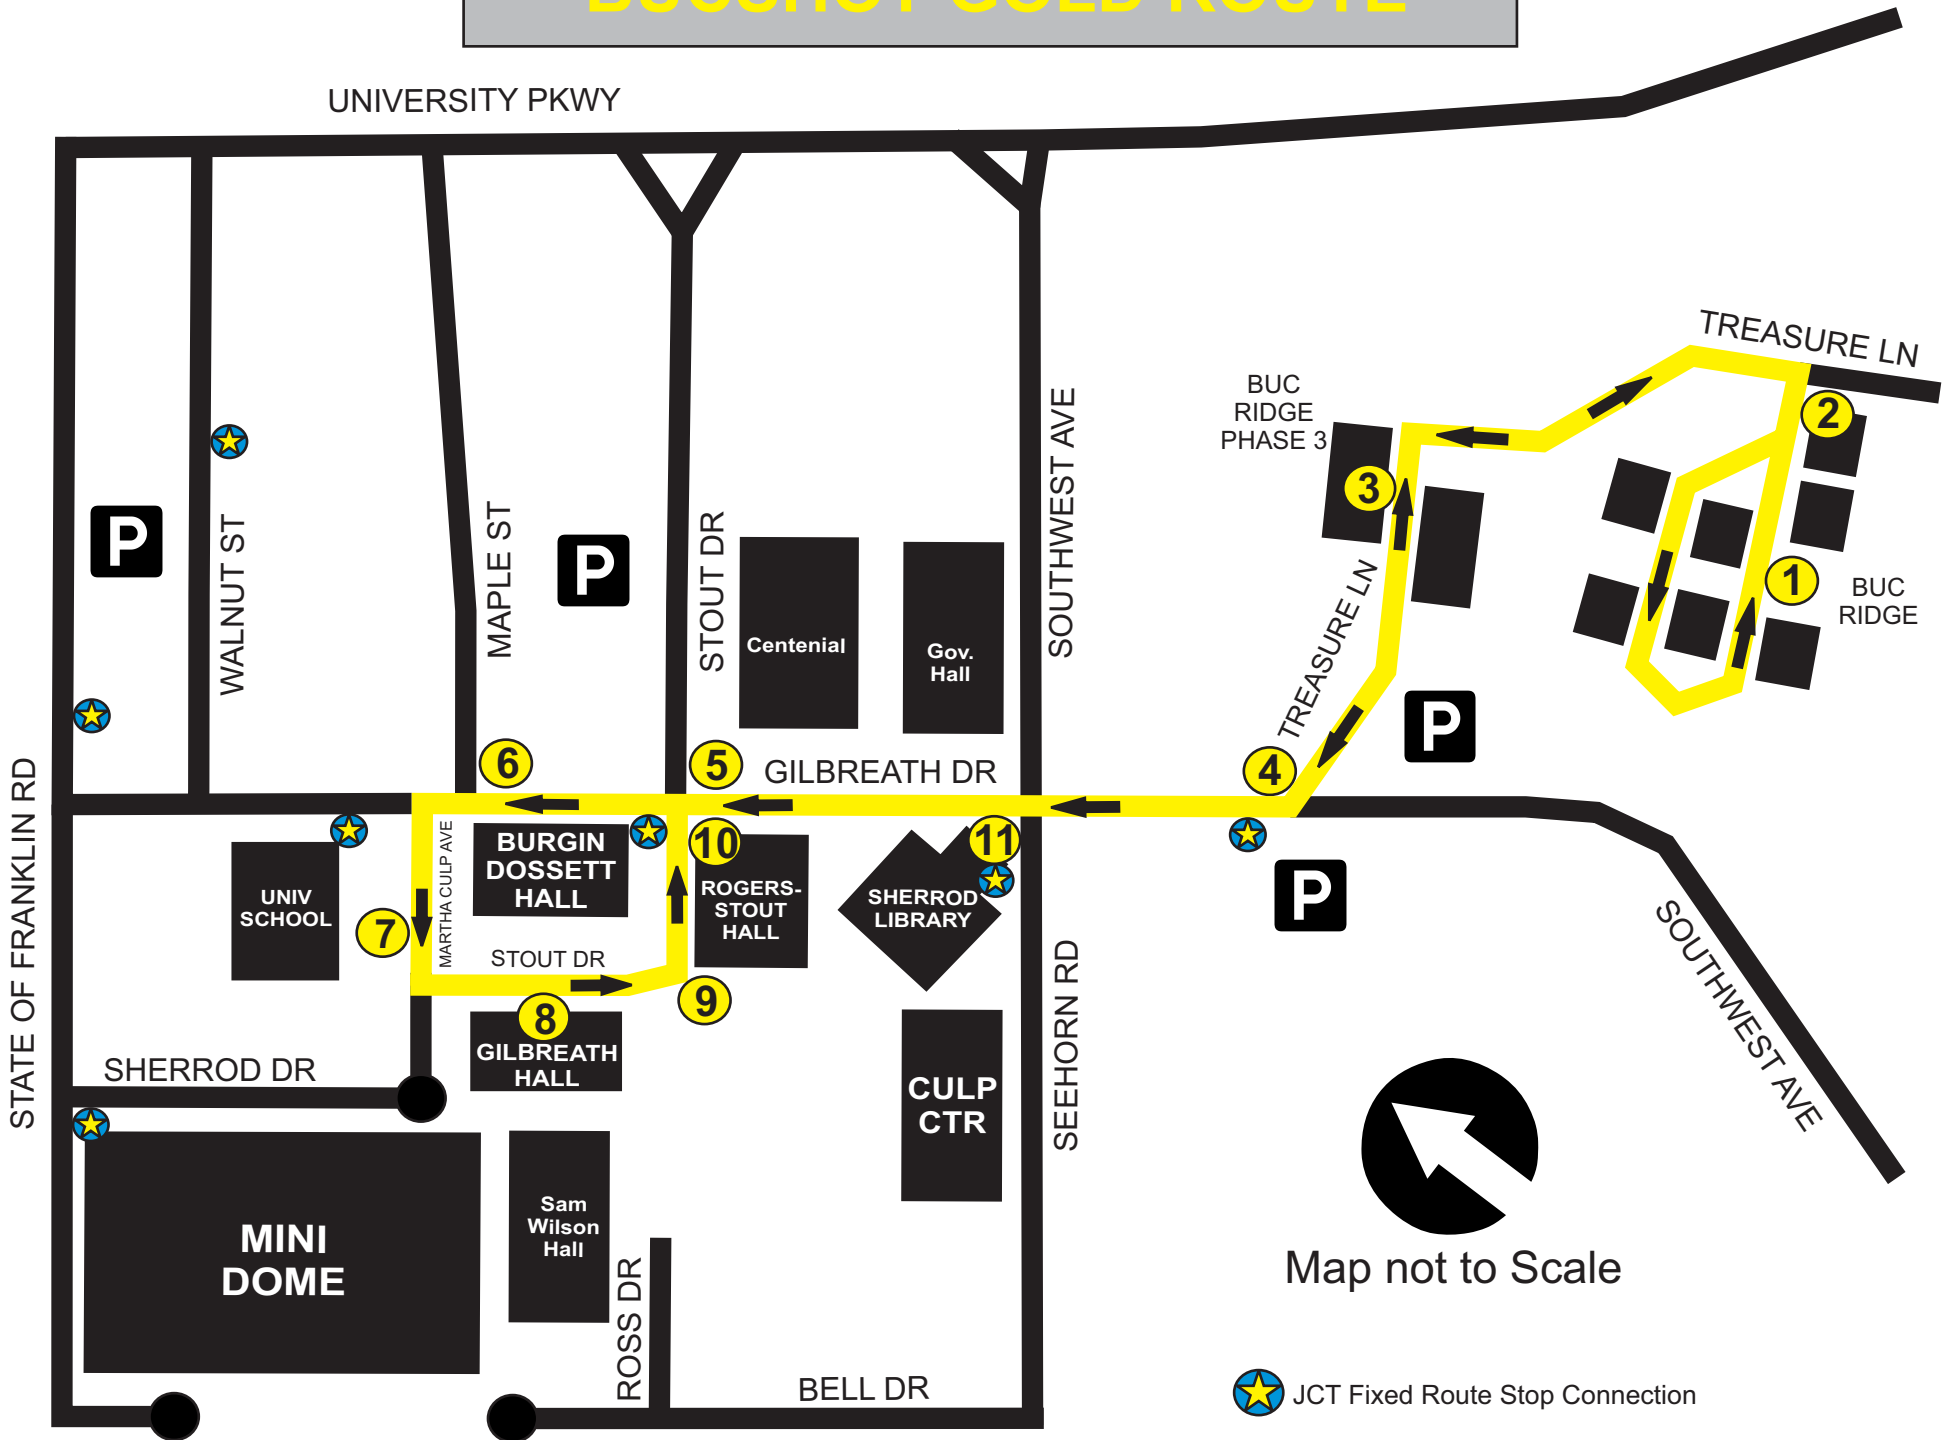 BUCSHOT GOLD ROUTE
UNIVERSITY PKWY
TREASURE LN
BUC
RIDGE
PHASE 3
2
3
1
BUC
RIDGE
P
P
WALNUT ST
MAPLE ST
STOUT DR
SOUTHWEST AVE
TREASURE LN
Centenial
Gov.
Hall
P
6
5
GILBREATH DR
4
STATE OF FRANKLIN RD
MARTHA CULP AVE
BURGIN
DOSSETT
HALL
10
11
UNIV
SCHOOL
ROGERS-
STOUT
HALL
SHERROD
LIBRARY
P
7
STOUT DR
8
9
GILBREATH
HALL
SHERROD DR
CULP
CTR
SEEHORN RD
SOUTHWEST AVE
MINI
DOME
Sam
Wilson
Hall
ROSS DR
BELL DR
Map not to Scale
JCT Fixed Route Stop Connection